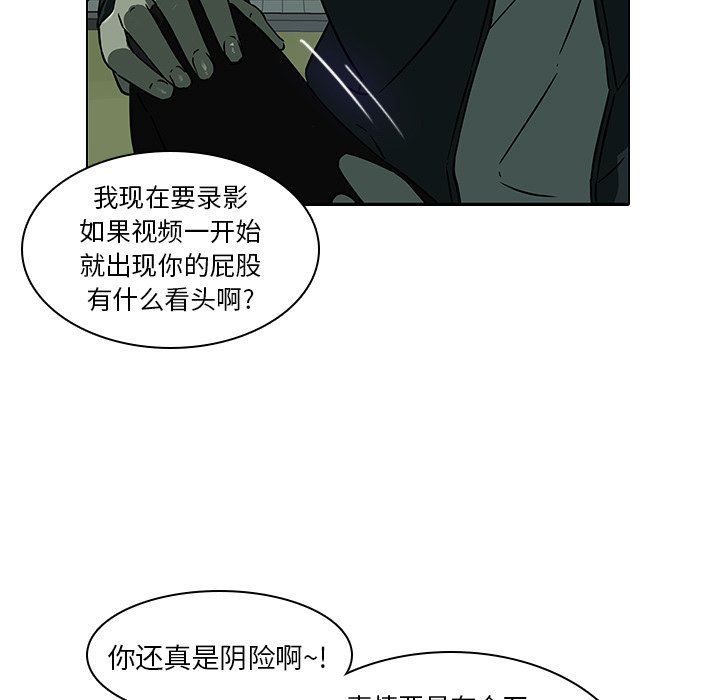 我现在要录影
如果视频一开始
就出现你的屁股
有什么看头啊?
你还真是阴险啊~!